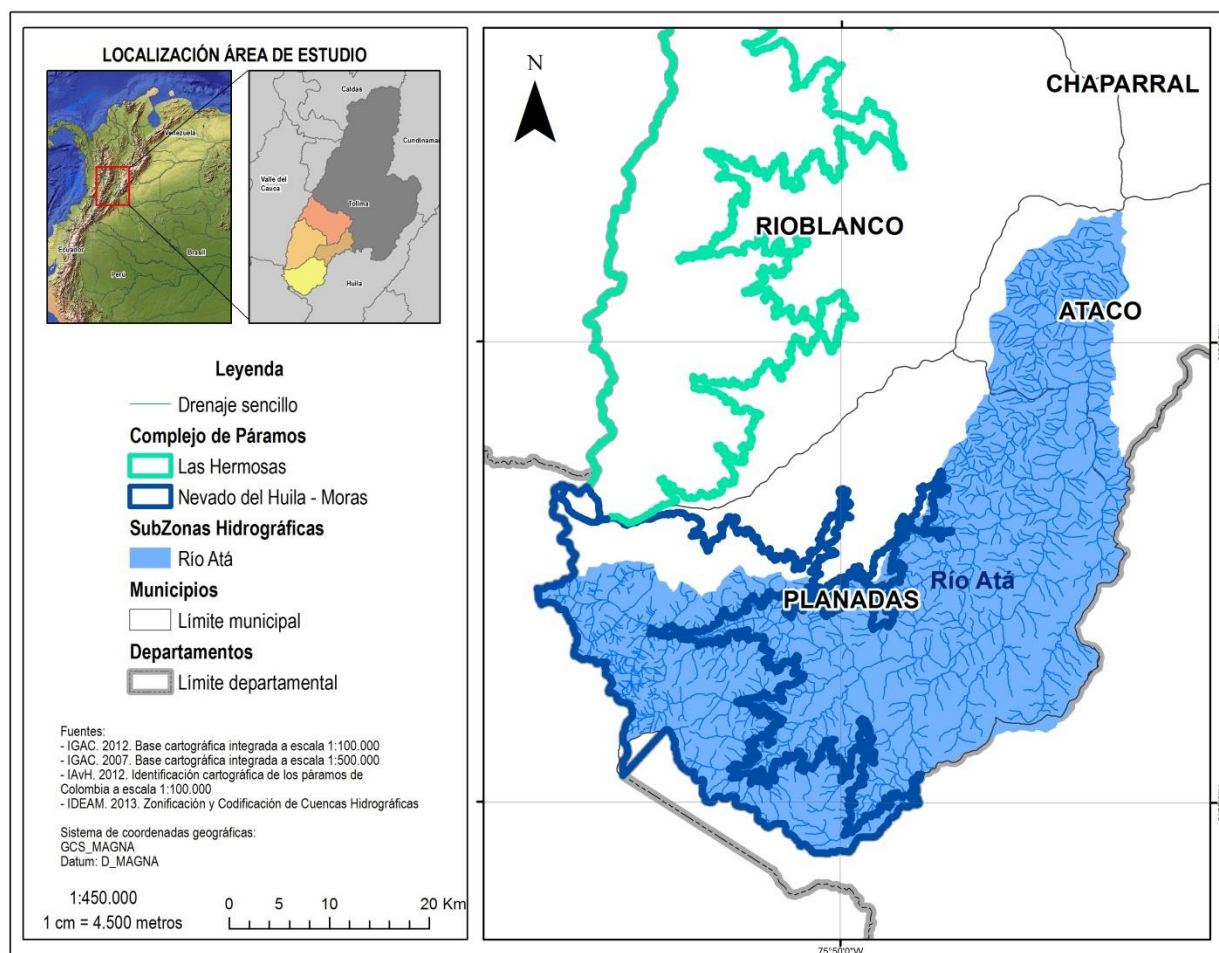 LOCALIZACIÓN ÁREA DE ESTUDIO
Venezuela
Ecuador
Perú
Brasil
Caldas
Cundinamar
Valle del
Cauca
Tolima
Huila
Leyenda
Drenaje sencillo
Complejo de Páramos
Las Hermosas
Nevado del Huila - Moras
SubZonas Hidrográficas
Río Atá
Municipios
Límite municipal
Departamentos
Límite departamental
Fuentes:
- IGAC. 2012. Base cartográfica integrada a escala 1:100.000
- IGAC. 2007. Base cartográfica integrada a escala 1:500.000
- IAvH. 2012. Identificación cartográfica de los páramos de
Colombia a escala 1:100.000
- IDEAM. 2013. Zonificación y Codificación de Cuencas Hidrográficas
Sistema de coordenadas geográficas:
GCS_MAGNA
Datum: D_MAGNA
1:450.000
1 cm = 4.500 metros
0 5 10 20 Km
N
CHAPARRAL
RIOBLANCO
ATACO
Río Atá
PLANADAS
75°50'0"W